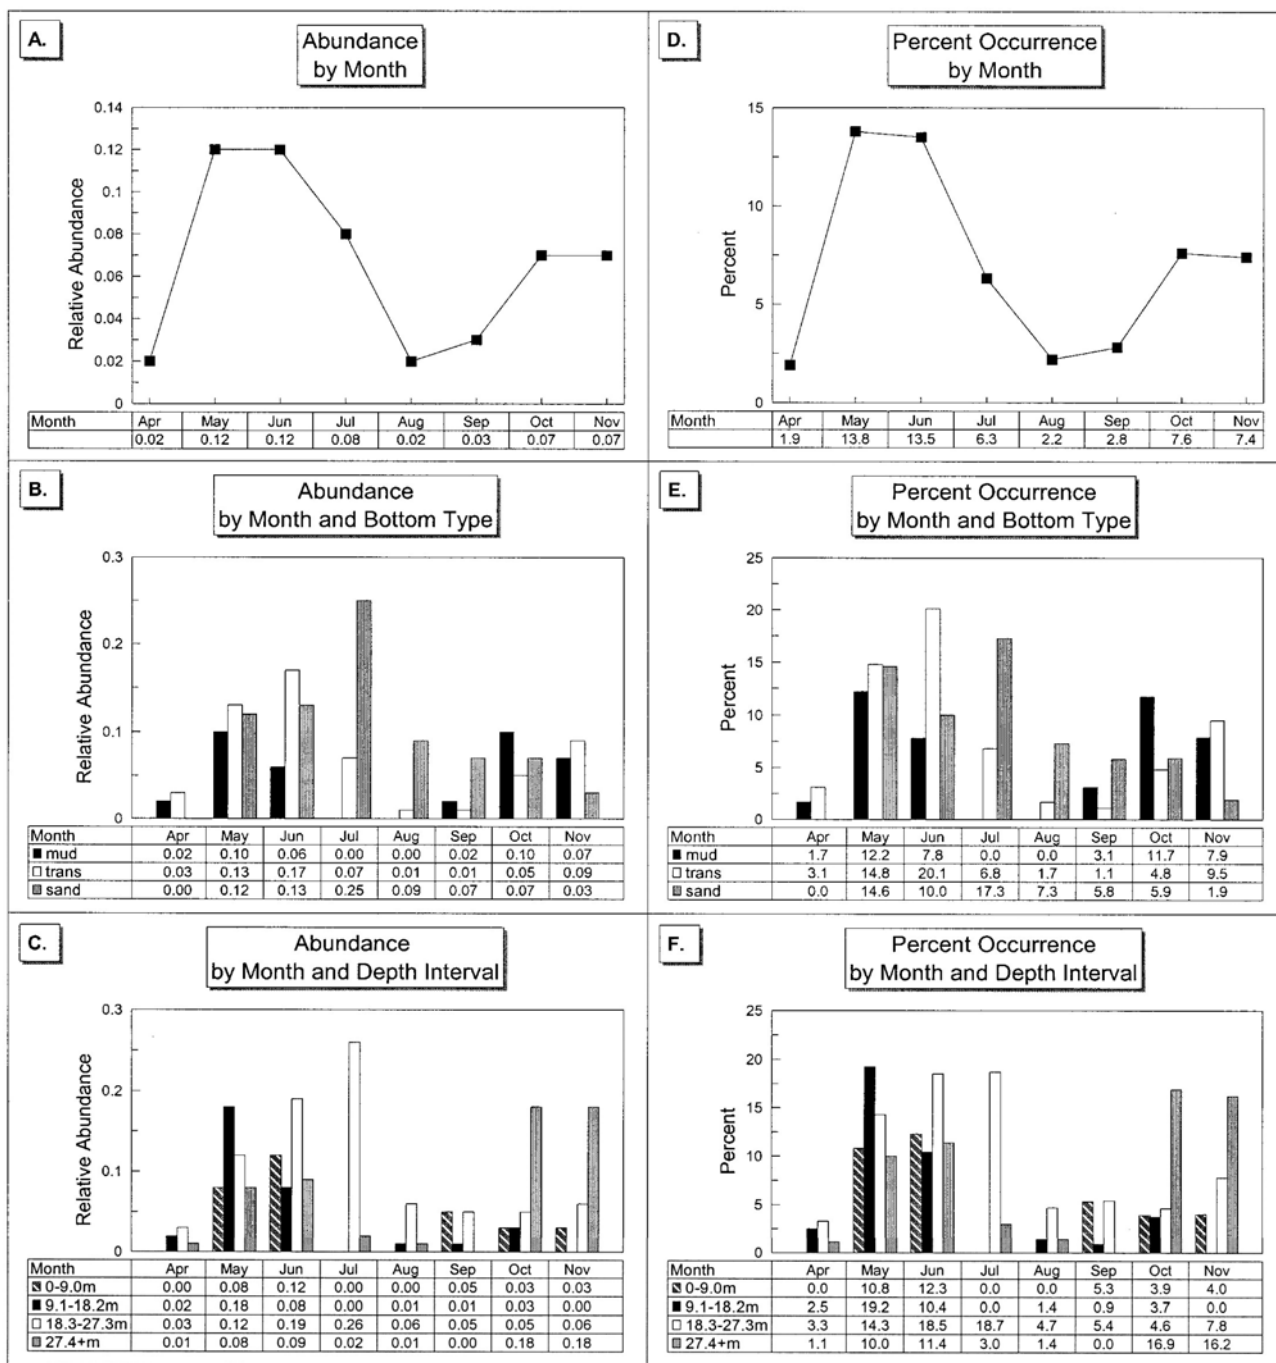 A.
Abundance
by Month
Relative Abundance
0.14
0.12
0.1
0.08
0.06
0.04
0.02
0
Month Apr May Jun Jul Aug Sep Oct Nov
0.02 0.12 0.12 0.08 0.02 0.03 0.07 0.07
D.
Percent Occurrence
by Month
Percent
15
10
5
0
Month Apr May Jun Jul Aug Sep Oct Nov
1.9 13.8 13.5 6.3 2.2 2.8 7.6 7.4
B.
Abundance
by Month and Bottom Type
Relative Abundance
0.3
0.2
0.1
0
Month Apr May Jun Jul Aug Sep Oct Nov
mud 0.02 0.10 0.06 0.00 0.00 0.02 0.10 0.07
trans 0.03 0.13 0.17 0.07 0.01 0.01 0.05 0.09
sand 0.00 0.12 0.13 0.25 0.09 0.07 0.07 0.03
E.
Percent Occurrence
by Month and Bottom Type
Percent
25
20
15
10
5
0
Month Apr May Jun Jul Aug Sep Oct Nov
mud 1.7 12.2 7.8 0.0 0.0 3.1 11.7 7.9
trans 3.1 14.8 20.1 6.8 1.7 1.1 4.8 9.5
sand 0.0 14.6 10.0 17.3 7.3 5.8 5.9 1.9
C.
Abundance
by Month and Depth Interval
Relative Abundance
0.3
0.2
0.1
0
Month Apr May Jun Jul Aug Sep Oct Nov
0-9.0m 0.00 0.08 0.12 0.00 0.00 0.05 0.03 0.03
9.1-18.2m 0.02 0.18 0.08 0.00 0.01 0.01 0.03 0.00
18.3-27.3m 0.03 0.12 0.19 0.26 0.06 0.05 0.05 0.06
27.4+m 0.01 0.08 0.09 0.02 0.01 0.00 0.18 0.18
F.
Percent Occurrence
by Month and Depth Interval
Percent
25
20
15
10
5
0
Month Apr May Jun Jul Aug Sep Oct Nov
0-9.0m 0.0 10.8 12.3 0.0 0.0 5.3 3.9 4.0
9.1-18.2m 2.5 19.2 10.4 0.0 1.4 0.9 3.7 0.0
18.3-27.3m 3.3 14.3 18.5 18.7 4.7 5.4 4.6 7.8
27.4+m 1.1 10.0 11.4 3.0 1.4 0.0 16.9 16.2